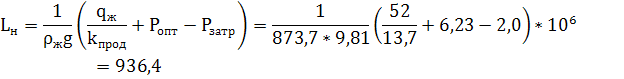 Lн = 1/(ρжg) (qж/kпрод + Pопт − Pзатр) = 1/(873,7 * 9,81) (52/13,7 + 6,23 − 2,0) * 10⁶
= 936,4